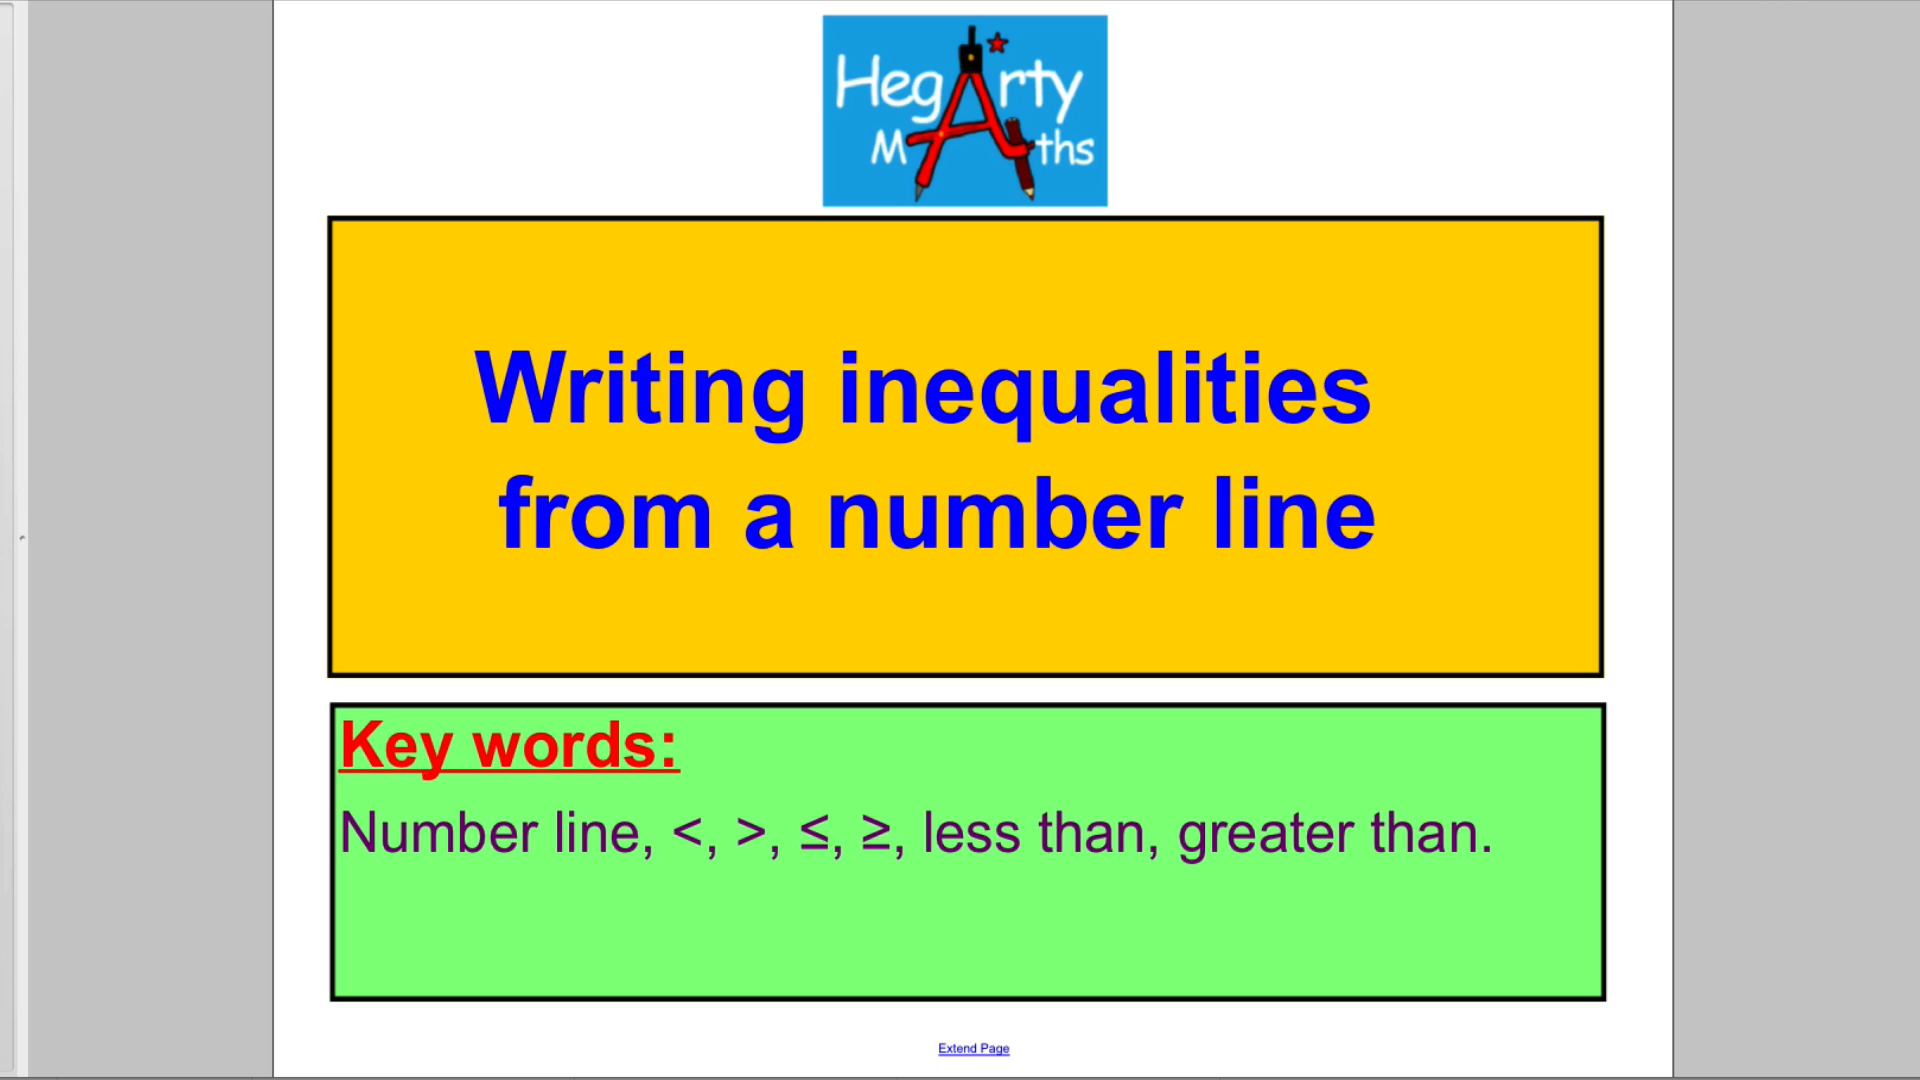 Hegarty
Maths
Writing inequalities
from a number line
Key words:
Number line, <, >, ≤, ≥, less than, greater than.
Extend Page